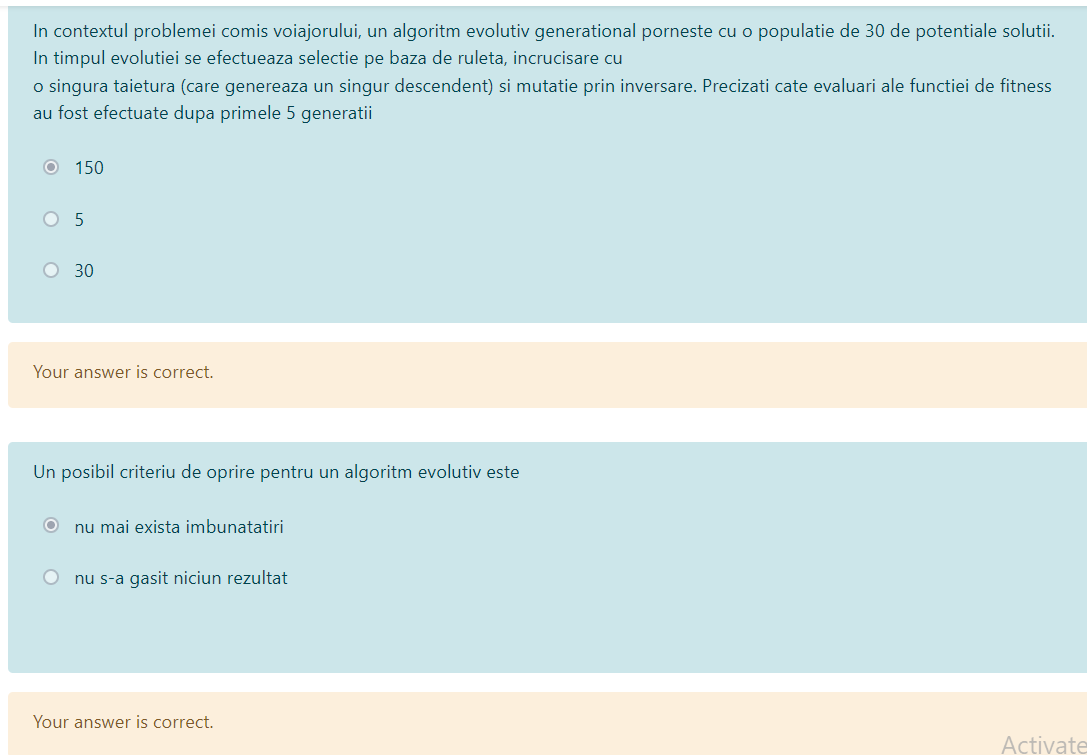 In contextul problemei comis voiajorului, un algoritm evolutiv generational porneste cu o populatie de 30 de potentiale solutii.
In timpul evolutiei se efectueaza selectie pe baza de ruleta, incrucisare cu
o singura taietura (care genereaza un singur descendent) si mutatie prin inversare. Precizati cate evaluari ale functiei de fitness
au fost efectuate dupa primele 5 generatii
150
5
30
Your answer is correct.
Un posibil criteriu de oprire pentru un algoritm evolutiv este
nu mai exista imbunatatiri
nu s-a gasit niciun rezultat
Your answer is correct.
Activate